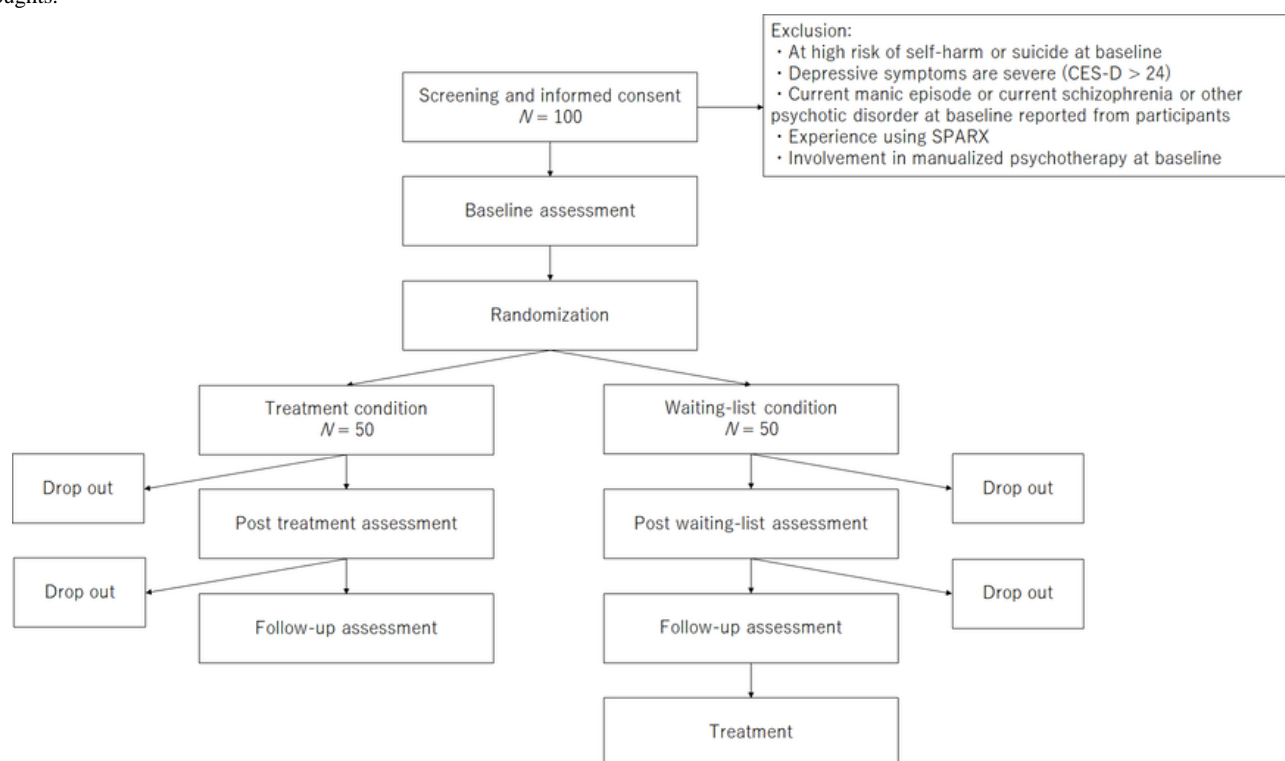 Exclusion:
・At high risk of self-harm or suicide at baseline
・Depressive symptoms are severe (CES-D > 24)
・Current manic episode or current schizophrenia or other
psychotic disorder at baseline reported from participants
・Experience using SPARX
・Involvement in manualized psychotherapy at baseline
Screening and informed consent
N = 100
Baseline assessment
Randomization
Treatment condition
N = 50
Waiting-list condition
N = 50
Drop out
Drop out
Post treatment assessment
Post waiting-list assessment
Drop out
Drop out
Follow-up assessment
Follow-up assessment
Treatment